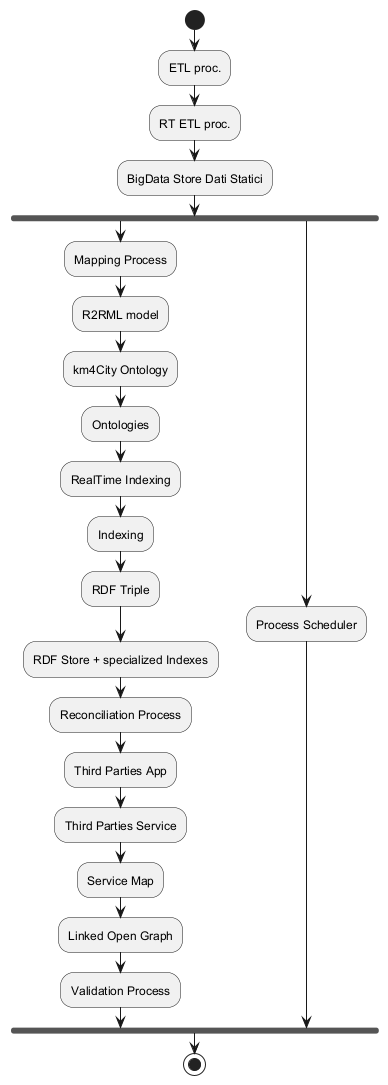 ETL proc.
RT ETL proc.
BigData Store Dati Statici
Mapping Process
R2RML model
km4City Ontology
Ontologies
RealTime Indexing
Indexing
RDF Triple
Process Scheduler
RDF Store + specialized Indexes
Reconciliation Process
Third Parties App
Third Parties Service
Service Map
Linked Open Graph
Validation Process